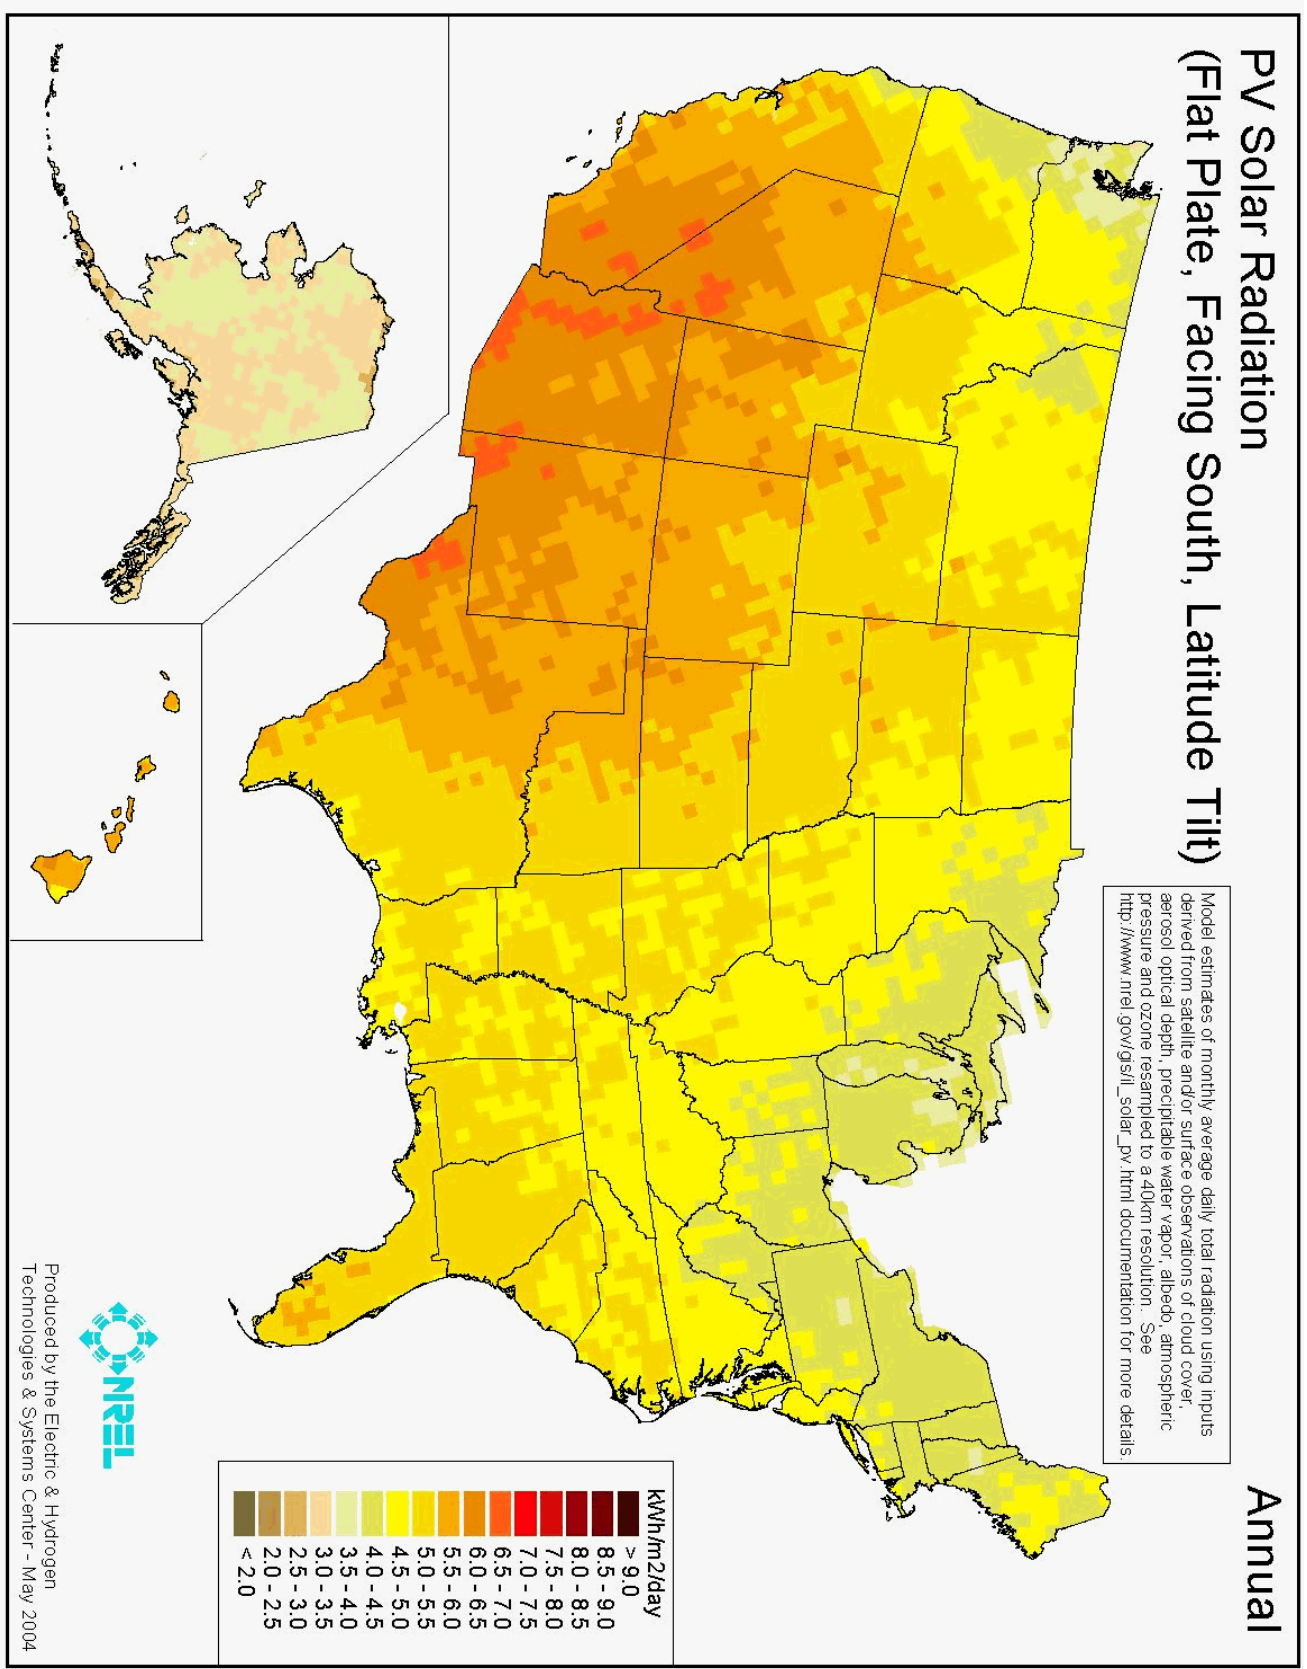 PV Solar Radiation
(Flat Plate, Facing South, Latitude Tilt)
Annual
Model estimates of monthly average daily total radiation using inputs
derived from satellite and/or surface observations of cloud cover,
aerosol optical depth, precipitable water vapor, albedo, atmospheric
pressure and ozone resampled to a 40km resolution. See
http://www.nrel.gov/gis/il_solar_pv.html documentation for more details.
kWh/m2/day
> 9.0
8.5 - 9.0
8.0 - 8.5
7.5 - 8.0
7.0 - 7.5
6.5 - 7.0
6.0 - 6.5
5.5 - 6.0
5.0 - 5.5
4.5 - 5.0
4.0 - 4.5
3.5 - 4.0
3.0 - 3.5
2.5 - 3.0
2.0 - 2.5
< 2.0
NREL
Produced by the Electric & Hydrogen
Technologies & Systems Center - May 2004